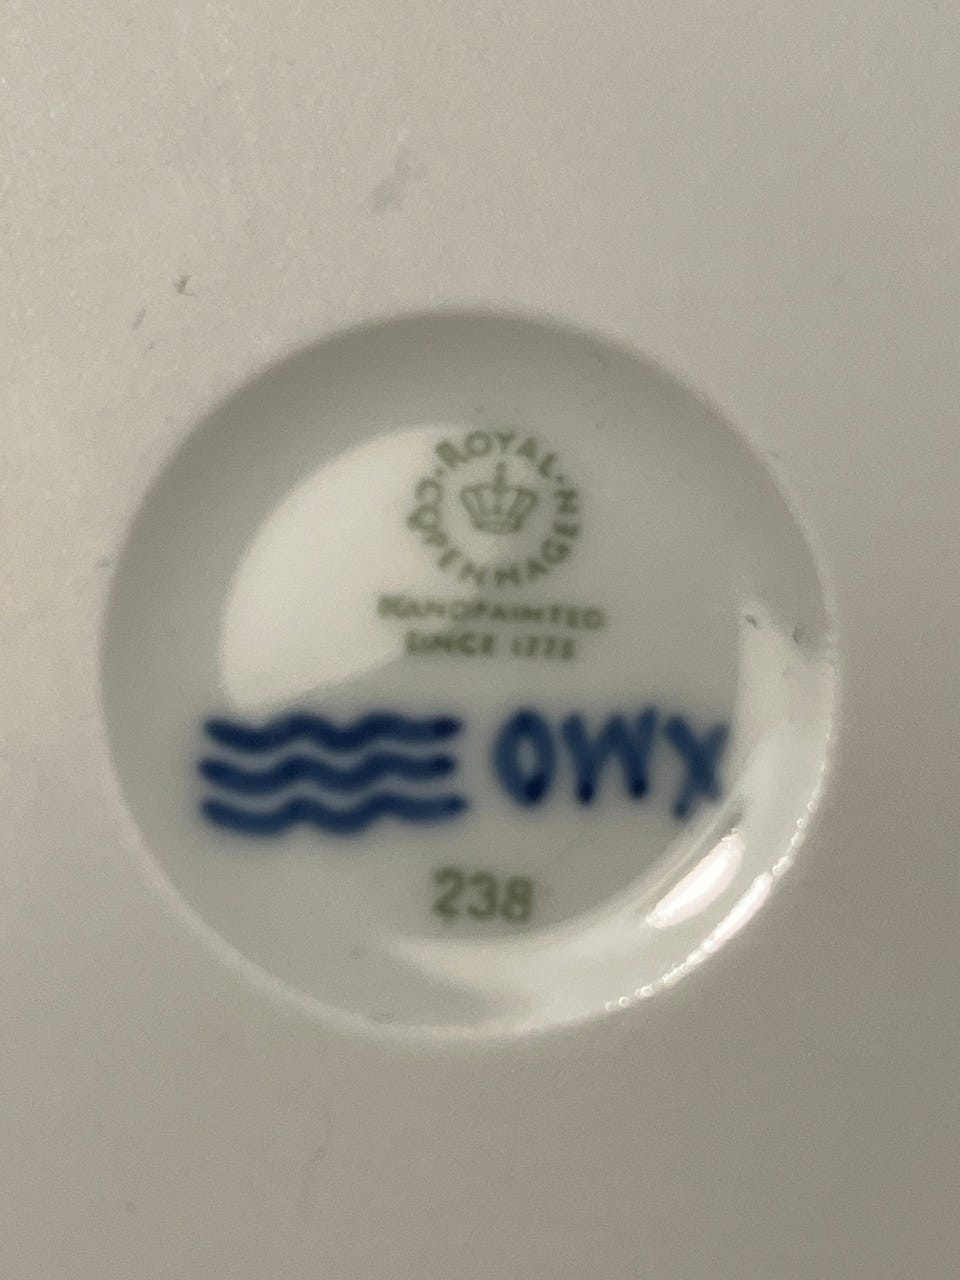 ROYAL
COPENHAGEN
HANDPAINTED
SINCE 1775
OWX
238